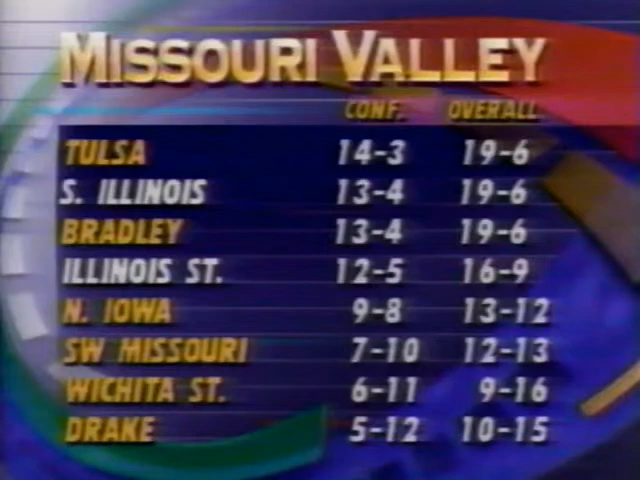 MISSOURI VALLEY
CONF. OVERALL
TULSA 14-3 19-6
S. ILLINOIS 13-4 19-6
BRADLEY 13-4 19-6
ILLINOIS ST. 12-5 16-9
N. IOWA 9-8 13-12
SW MISSOURI 7-10 12-13
WICHITA ST. 6-11 9-16
DRAKE 5-12 10-15